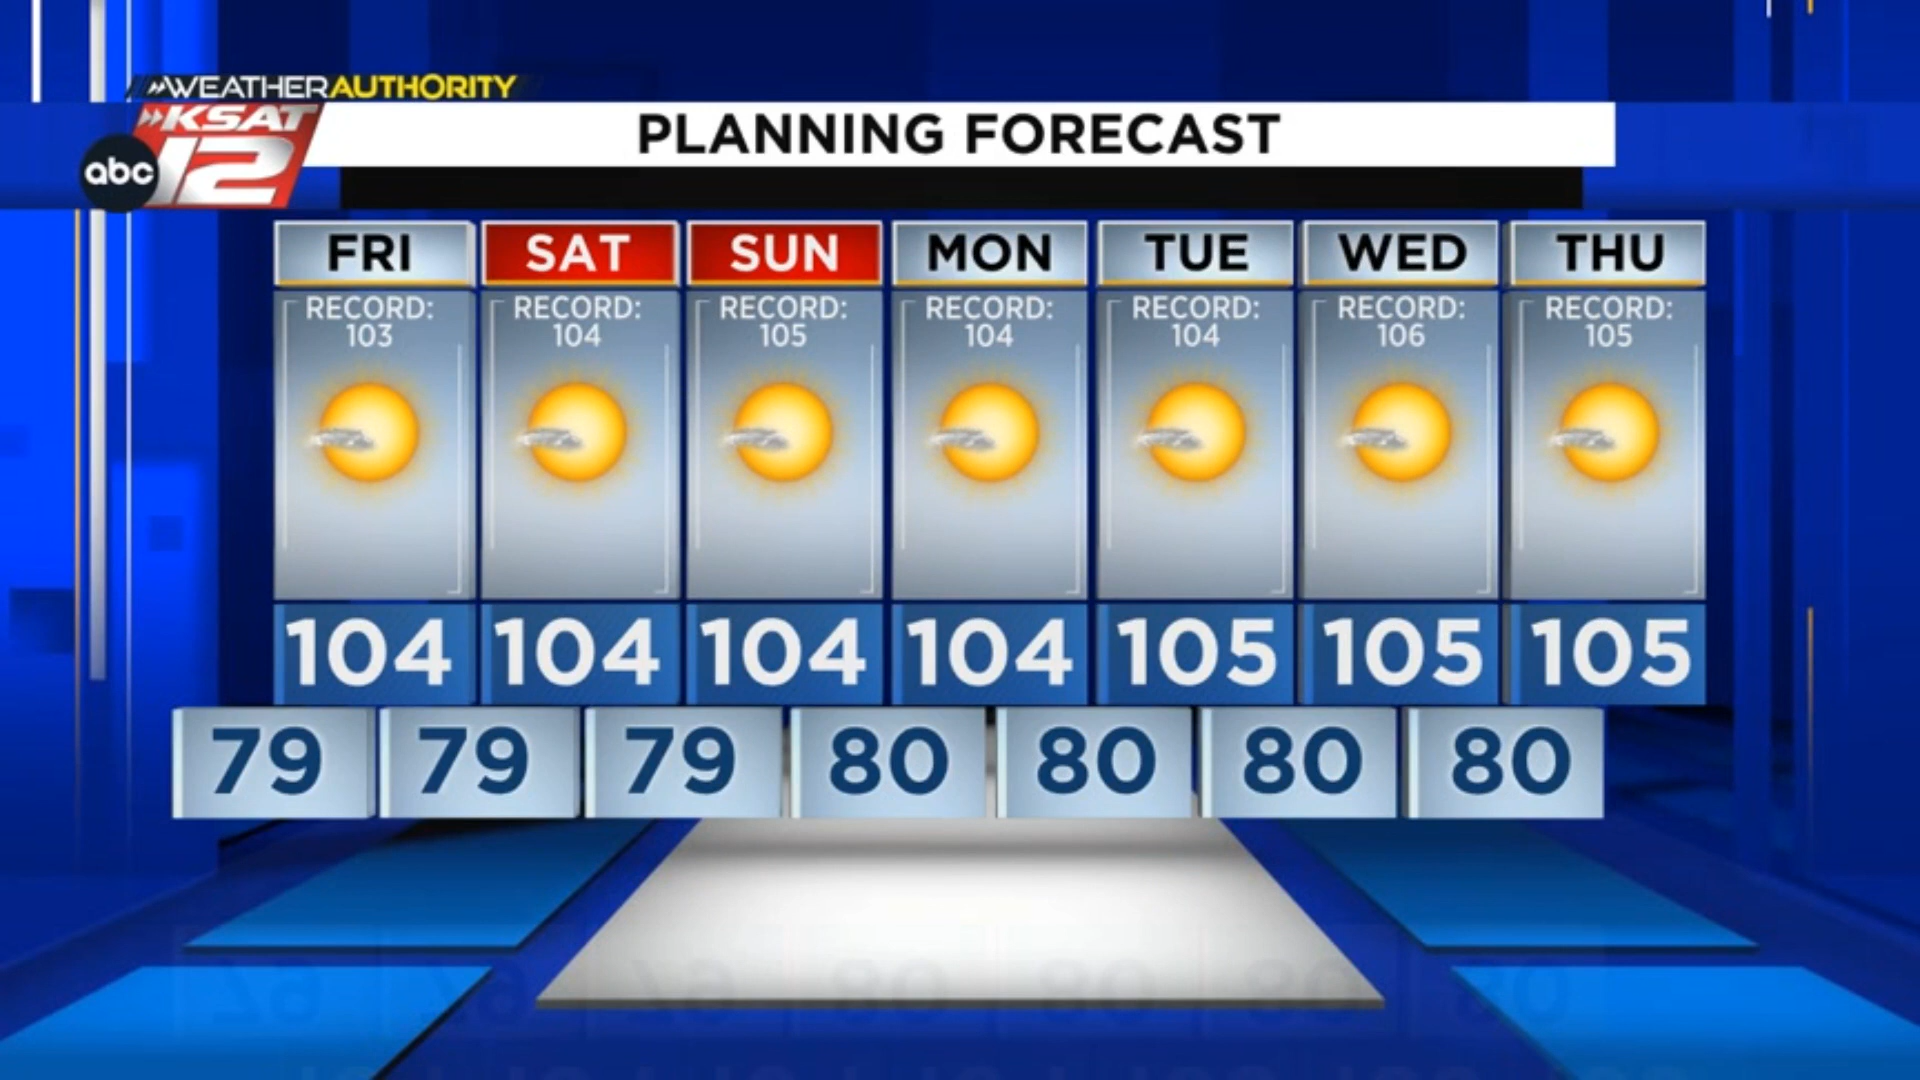 WEATHERAUTHORITY
KSAT
abc 12
PLANNING FORECAST
FRI SAT SUN MON TUE WED THU
RECORD: RECORD: RECORD: RECORD: RECORD: RECORD: RECORD:
103 104 105 104 104 106 105
104 104 104 104 105 105 105
79 79 79 80 80 80 80